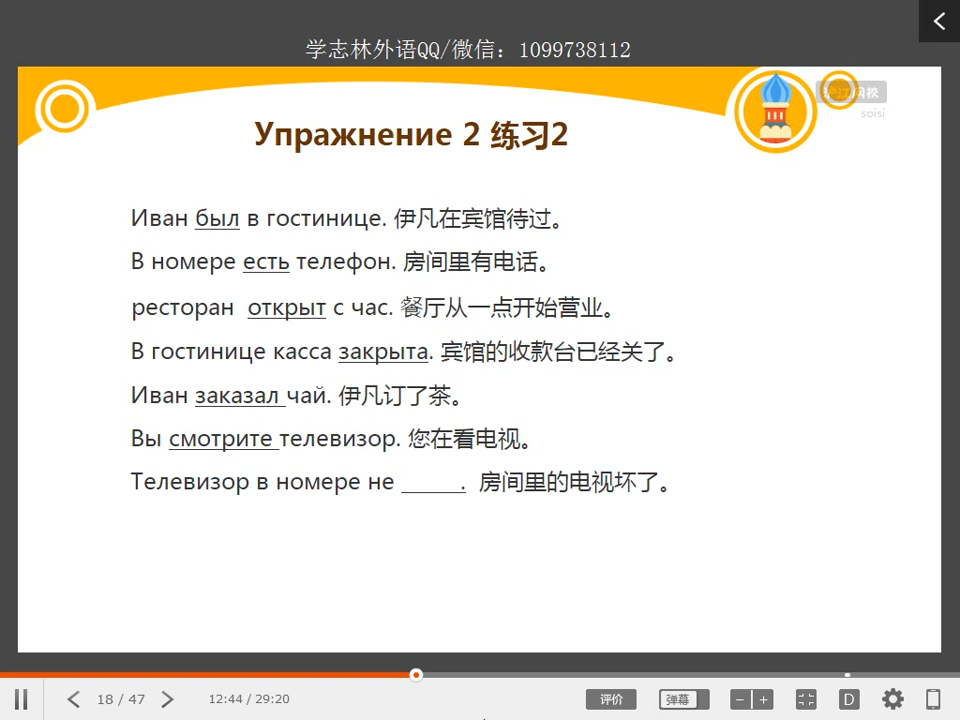 学志林外语QQ/微信：1099738112
沪江网校
soisi
Упражнение 2 练习2
Иван был в гостинице. 伊凡在宾馆待过。
В номере есть телефон. 房间里有电话。
ресторан открыт с час. 餐厅从一点开始营业。
В гостинице касса закрыта. 宾馆的收款台已经关了。
Иван заказал чай. 伊凡订了茶。
Вы смотрите телевизор. 您在看电视。
Телевизор в номере не _____. 房间里的电视坏了。
18 / 47
12:44 / 29:20
评价
弹幕
D